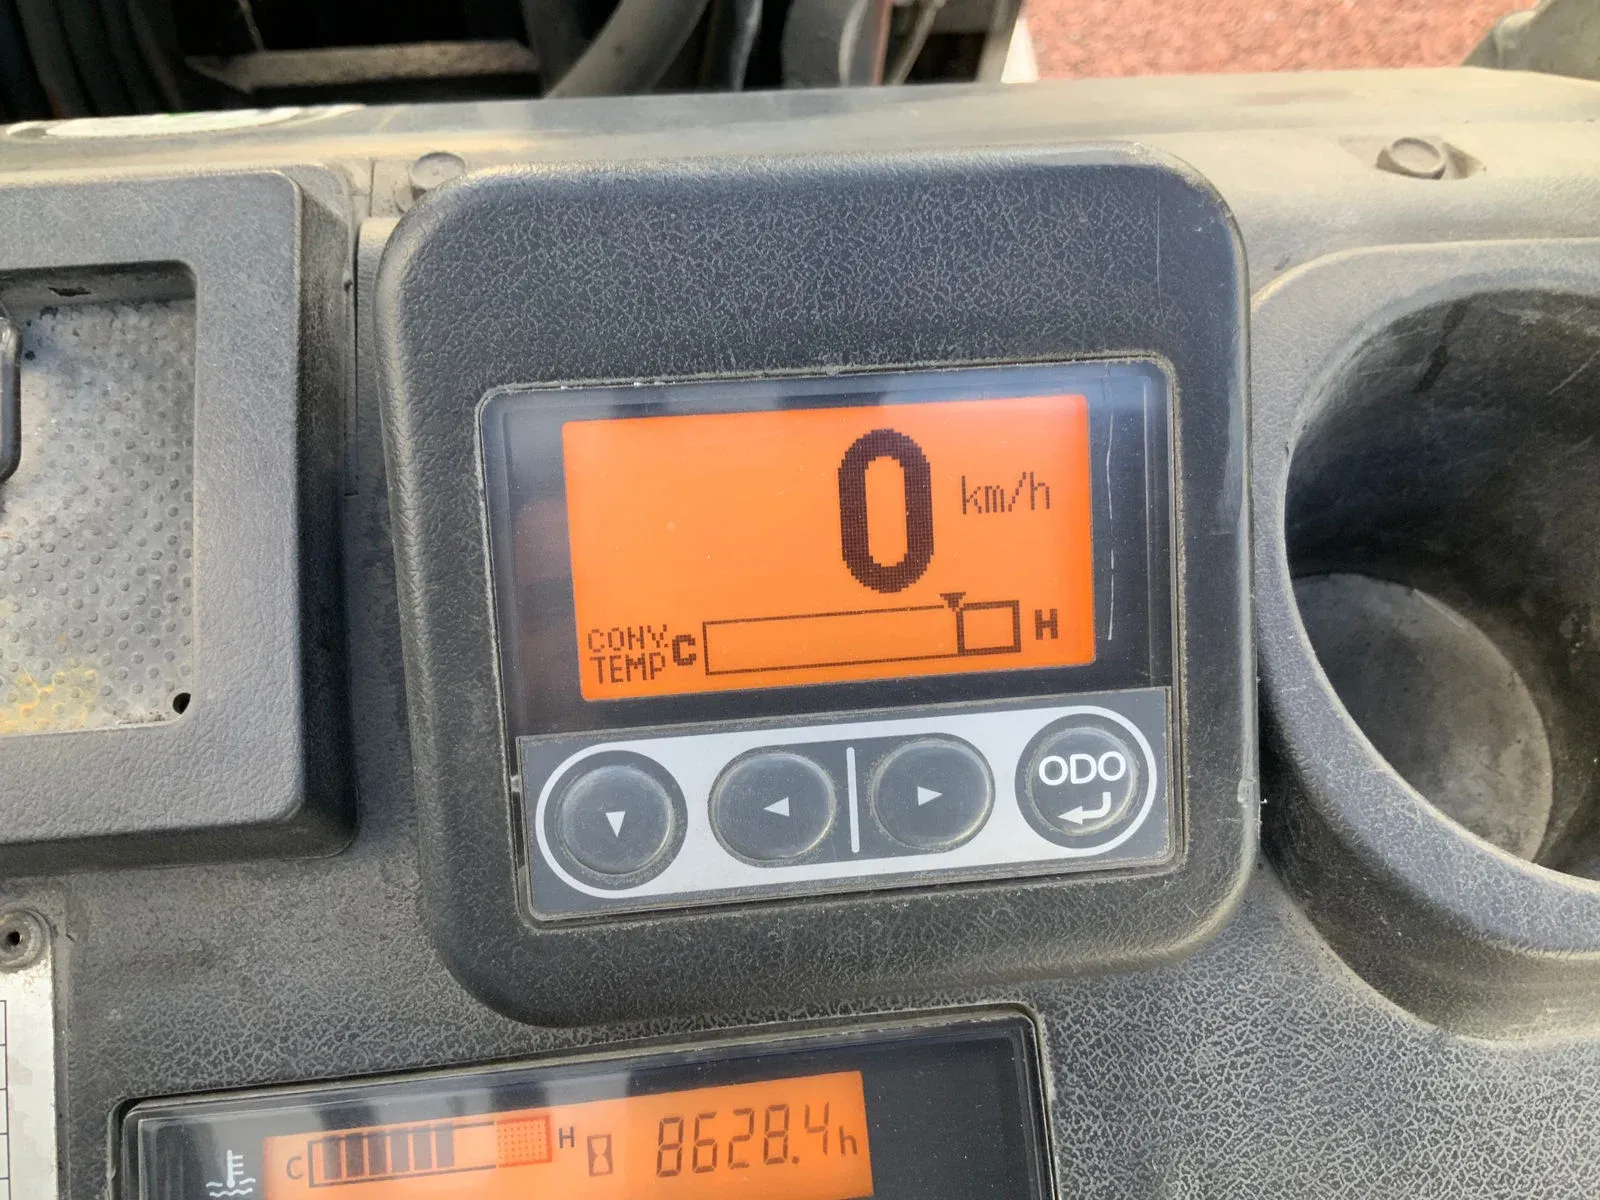 0 km/h
CONV.
TEMP C H
ODO
C H 8628.4h